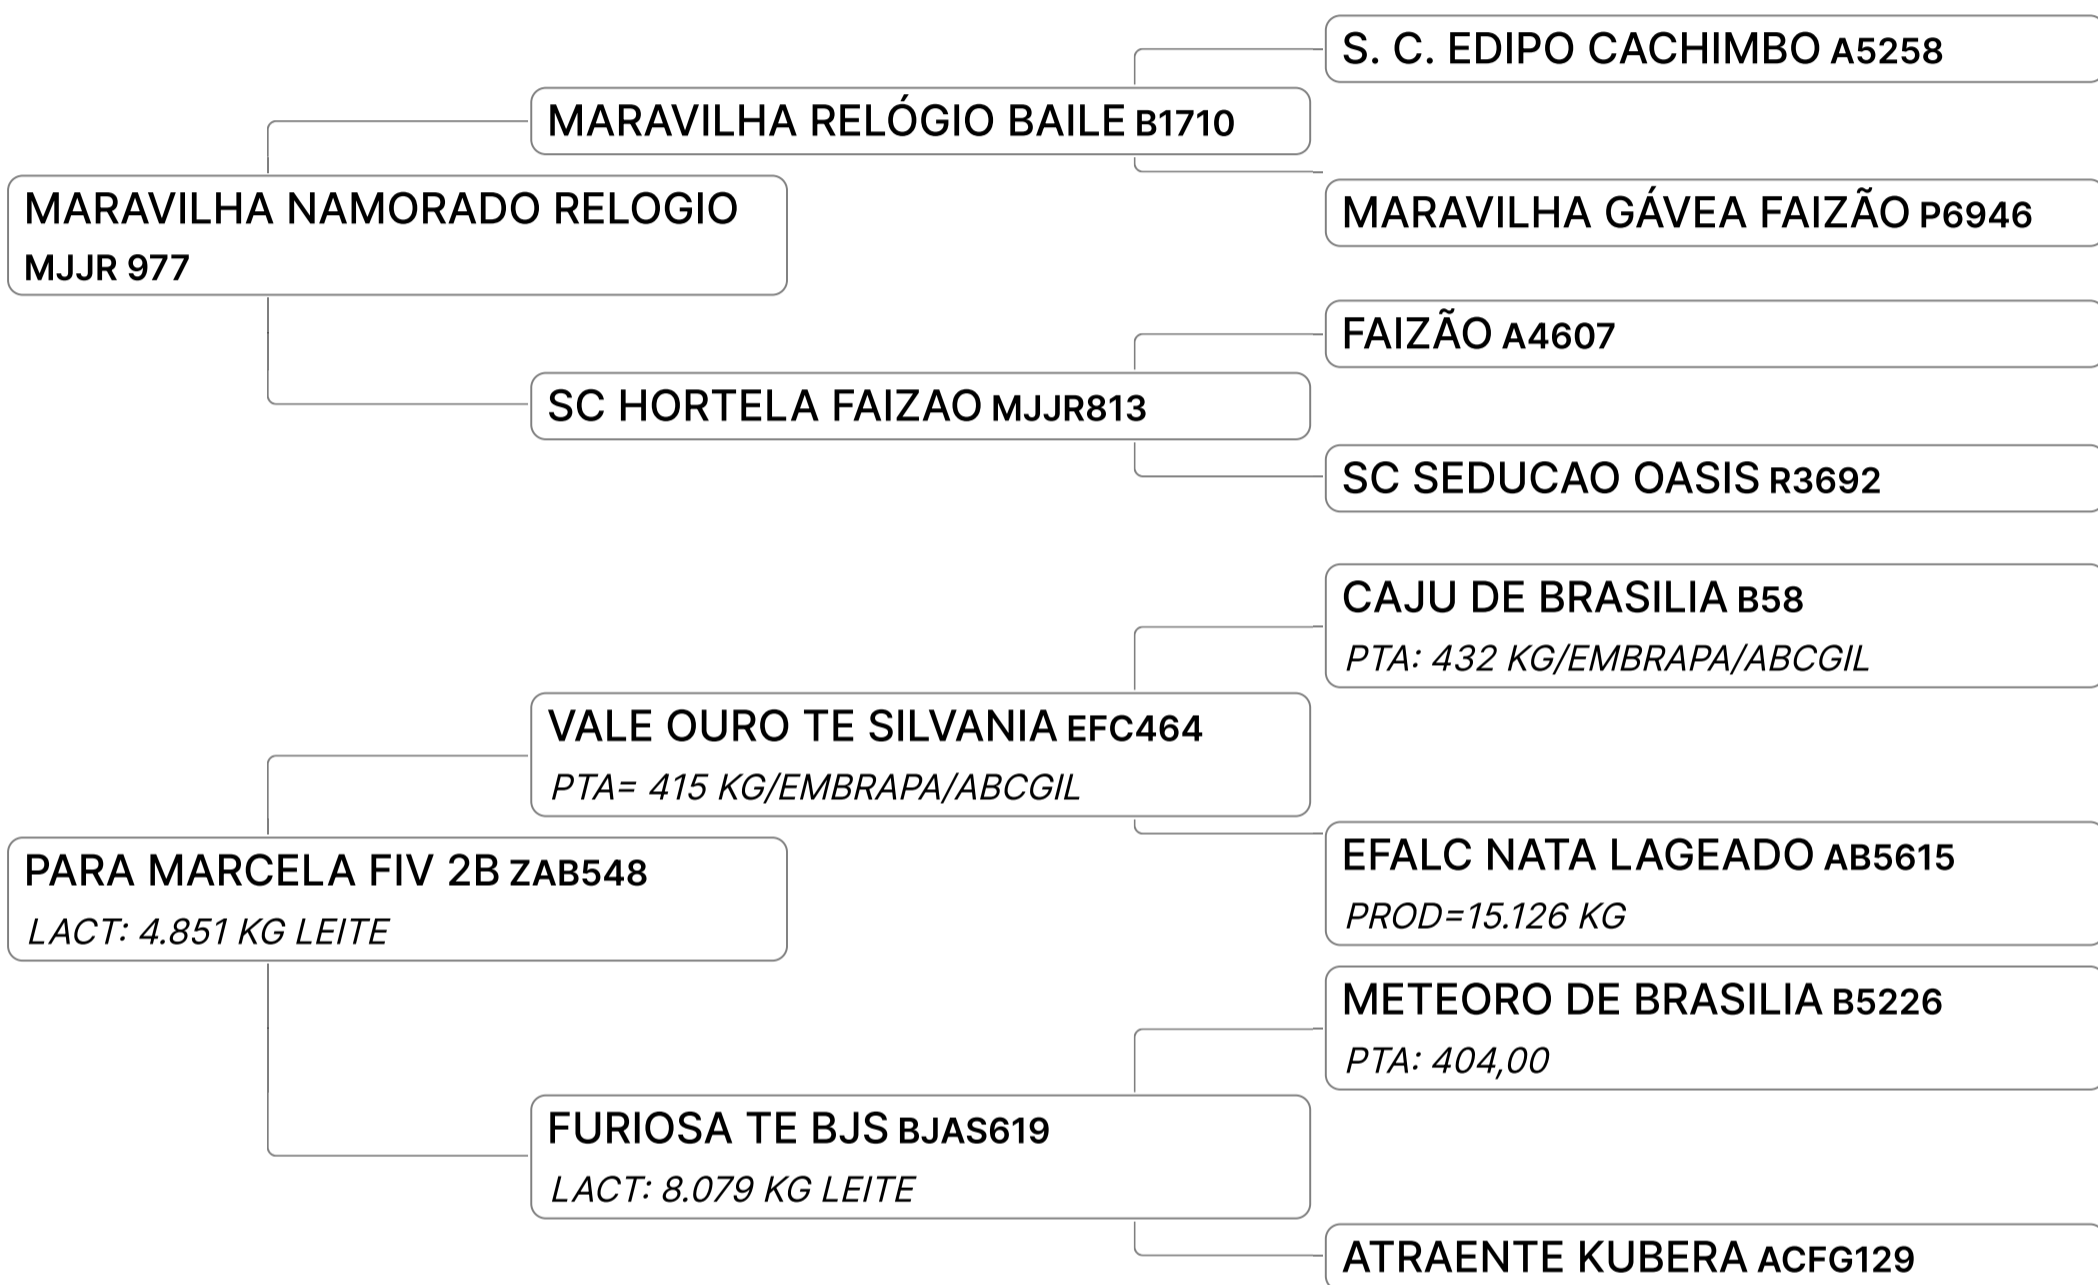 S. C. EDIPO CACHIMBO A5258
MARAVILHA RELÓGIO BAILE B1710
MARAVILHA GÁVEA FAIZÃO P6946
MARAVILHA NAMORADO RELOGIO
MJJR 977
FAIZÃO A4607
SC HORTELA FAIZAO MJJR813
SC SEDUCAO OASIS R3692
CAJU DE BRASILIA B58
PTA: 432 KG/EMBRAPA/ABCGIL
VALE OURO TE SILVANIA EFC464
PTA= 415 KG/EMBRAPA/ABCGIL
EFALC NATA LAGEADO AB5615
PROD=15.126 KG
PARA MARCELA FIV 2B ZAB548
LACT: 4.851 KG LEITE
METEORO DE BRASILIA B5226
PTA: 404,00
FURIOSA TE BJS BJAS619
LACT: 8.079 KG LEITE
ATRAENTE KUBERA ACFG129